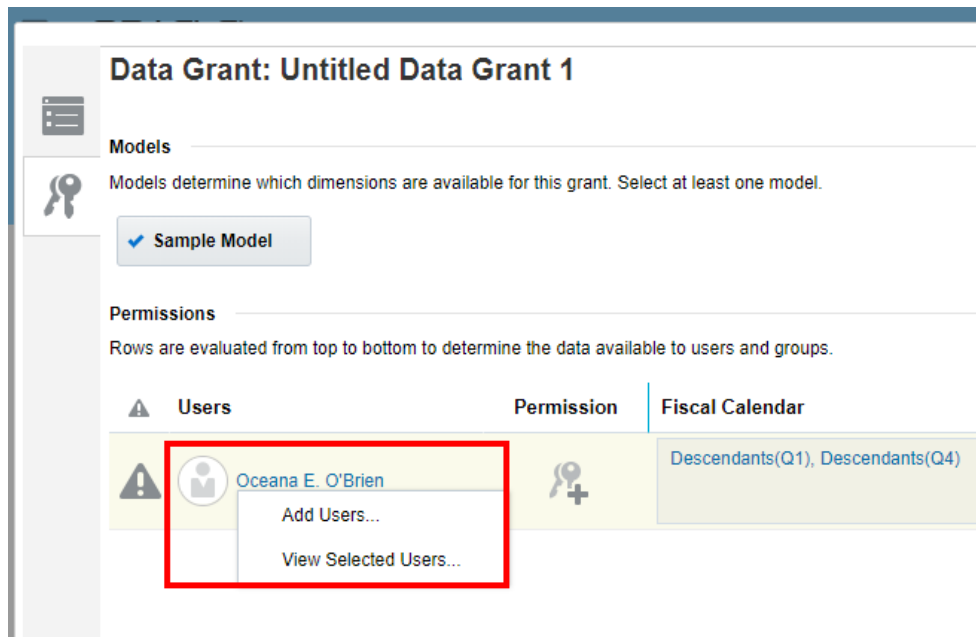 Data Grant: Untitled Data Grant 1
Models
Models determine which dimensions are available for this grant. Select at least one model.
Sample Model
Permissions
Rows are evaluated from top to bottom to determine the data available to users and groups.
Users Permission Fiscal Calendar
Oceana E. O'Brien Descendants(Q1), Descendants(Q4)
Add Users...
View Selected Users...